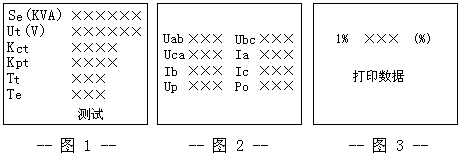 Se(KVA) ××××××
Ut(V) ××××××
Kct ××××
Kpt ××××
Tt ×××
Te ×××
测试
Uab ××× Ubc ×××
Uca××× Ia ×××
Ib ××× Ic ×××
Up ××× Po ×××
1% ××× (%)
打印数据
-- 图 1 --
-- 图 2 --
-- 图 3 --